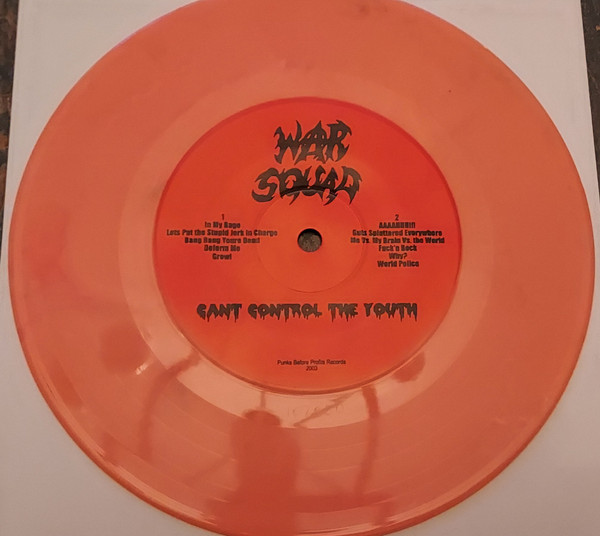 WAR
SQUAD
1
In My Rage
Lets Put the Stupid Jerk in Charge
Bang Bang Youre Dead
Deform Me
Growl
2
Guts Splattered Everywhere
Me Vs. My Brain Vs. the World
Fuck'n Rock
Why?
World Police
CANT CONTROL THE YOUTH
Punks Before Profits Records
2003